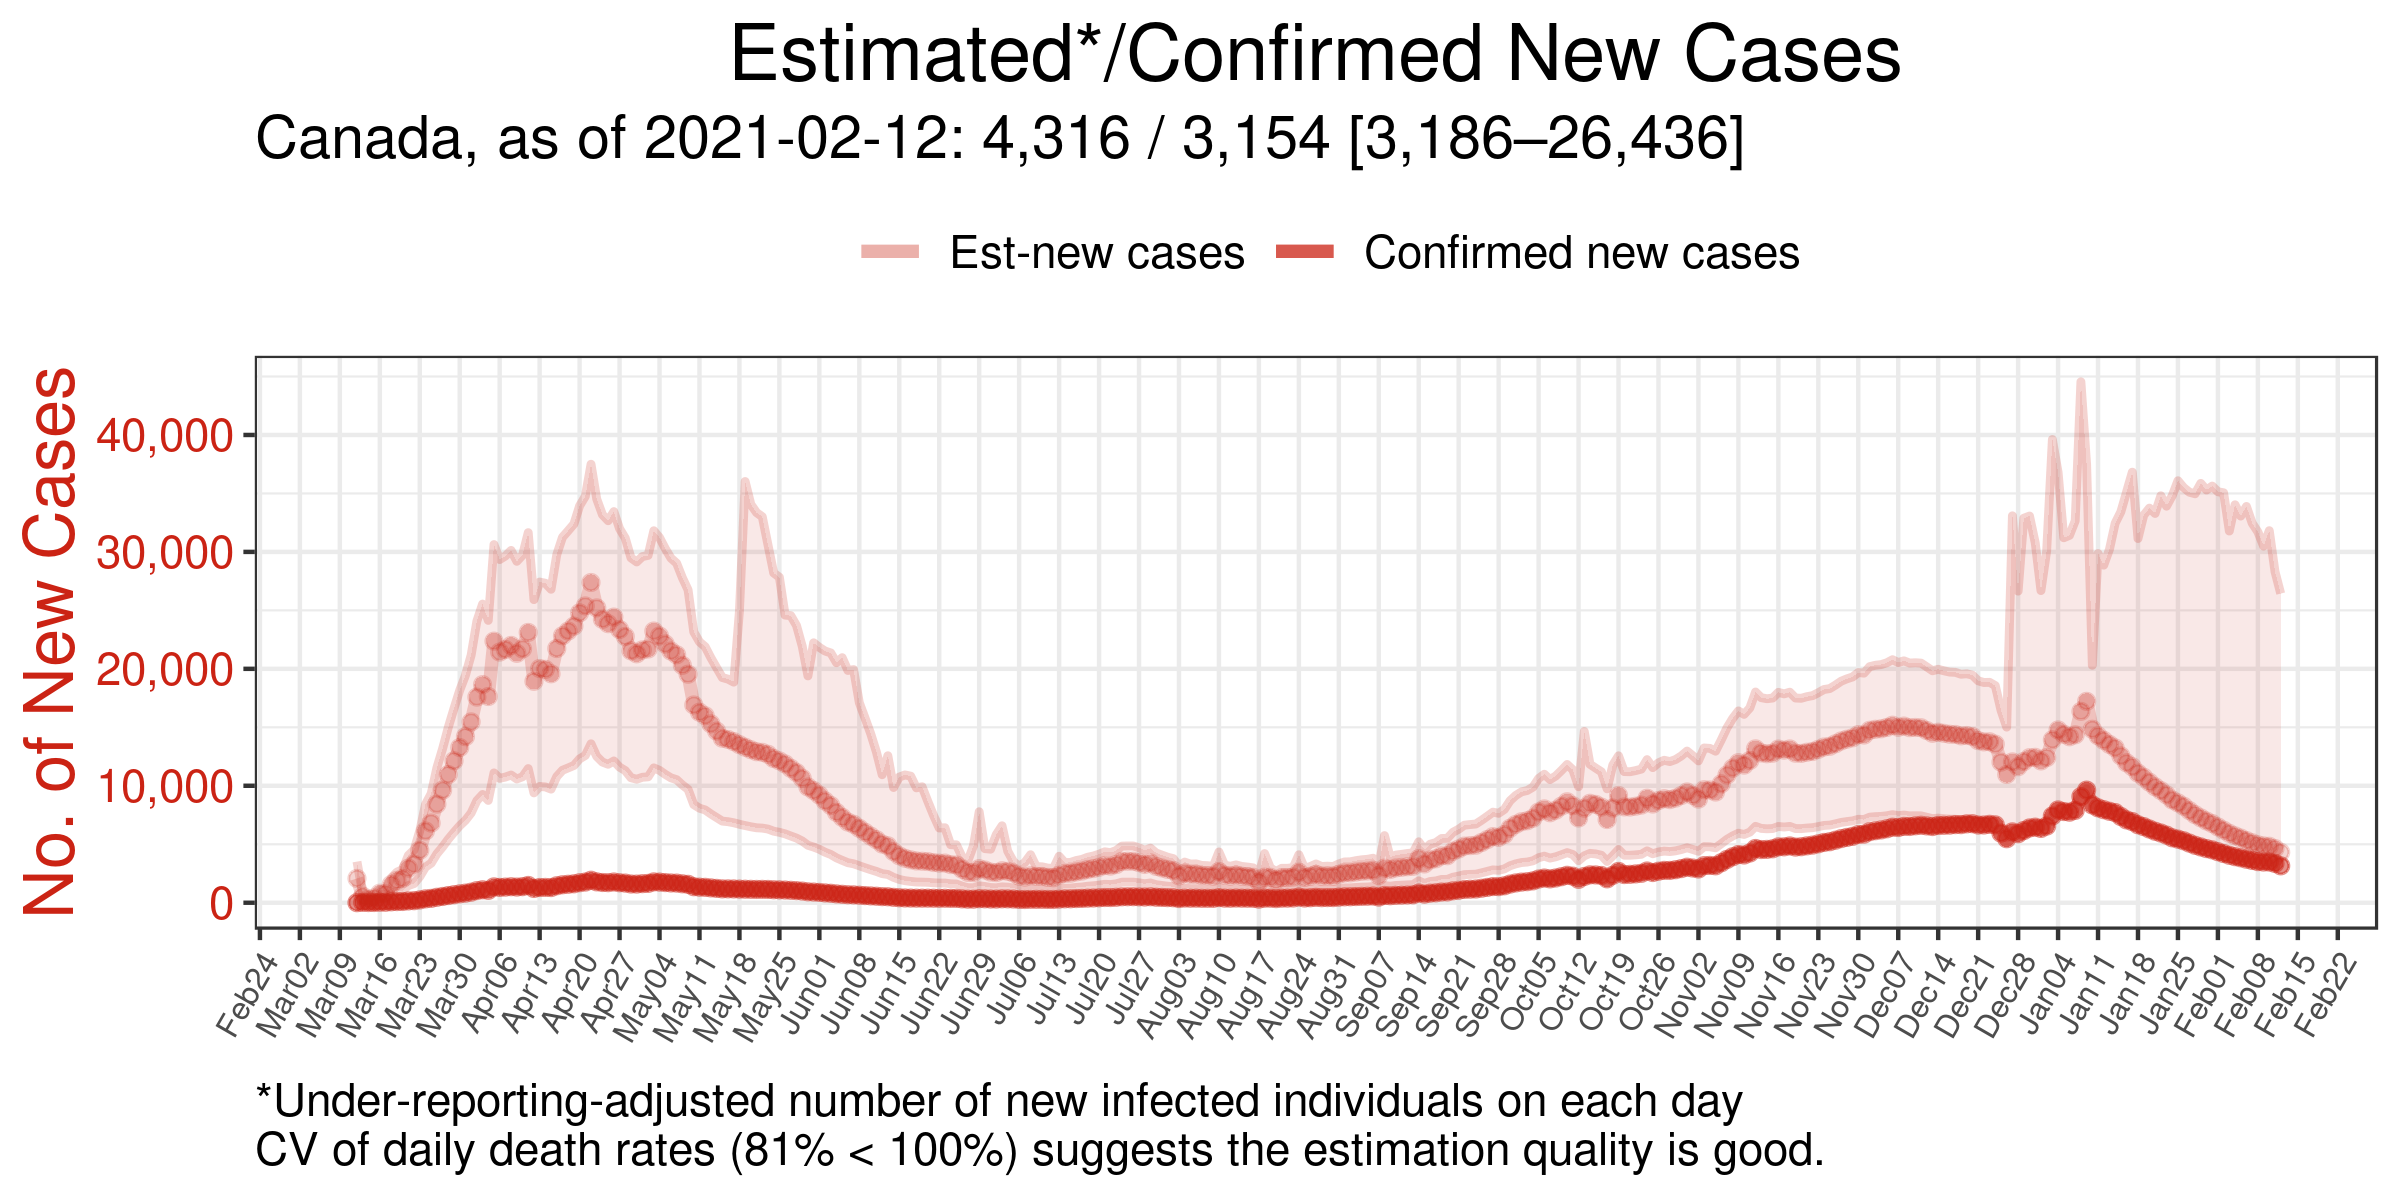 Estimated*/Confirmed New Cases
Canada, as of 2021-02-12: 4,316 / 3,154 [3,186–26,436]
Est-new cases Confirmed new cases
No. of New Cases
40,000
30,000
20,000
10,000
0
Feb24 Mar02 Mar09 Mar16 Mar23 Mar30 Apr06 Apr13 Apr20 Apr27 May04 May11 May18 May25 Jun01 Jun08 Jun15 Jun22 Jun29 Jul06 Jul13 Jul20 Jul27 Aug03 Aug10 Aug17 Aug24 Aug31 Sep07 Sep14 Sep21 Sep28 Oct05 Oct12 Oct19 Oct26 Nov02 Nov09 Nov16 Nov23 Nov30 Dec07 Dec14 Dec21 Dec28 Jan04 Jan11 Jan18 Jan25 Feb01 Feb08 Feb15 Feb22
*Under-reporting-adjusted number of new infected individuals on each day
CV of daily death rates (81% < 100%) suggests the estimation quality is good.